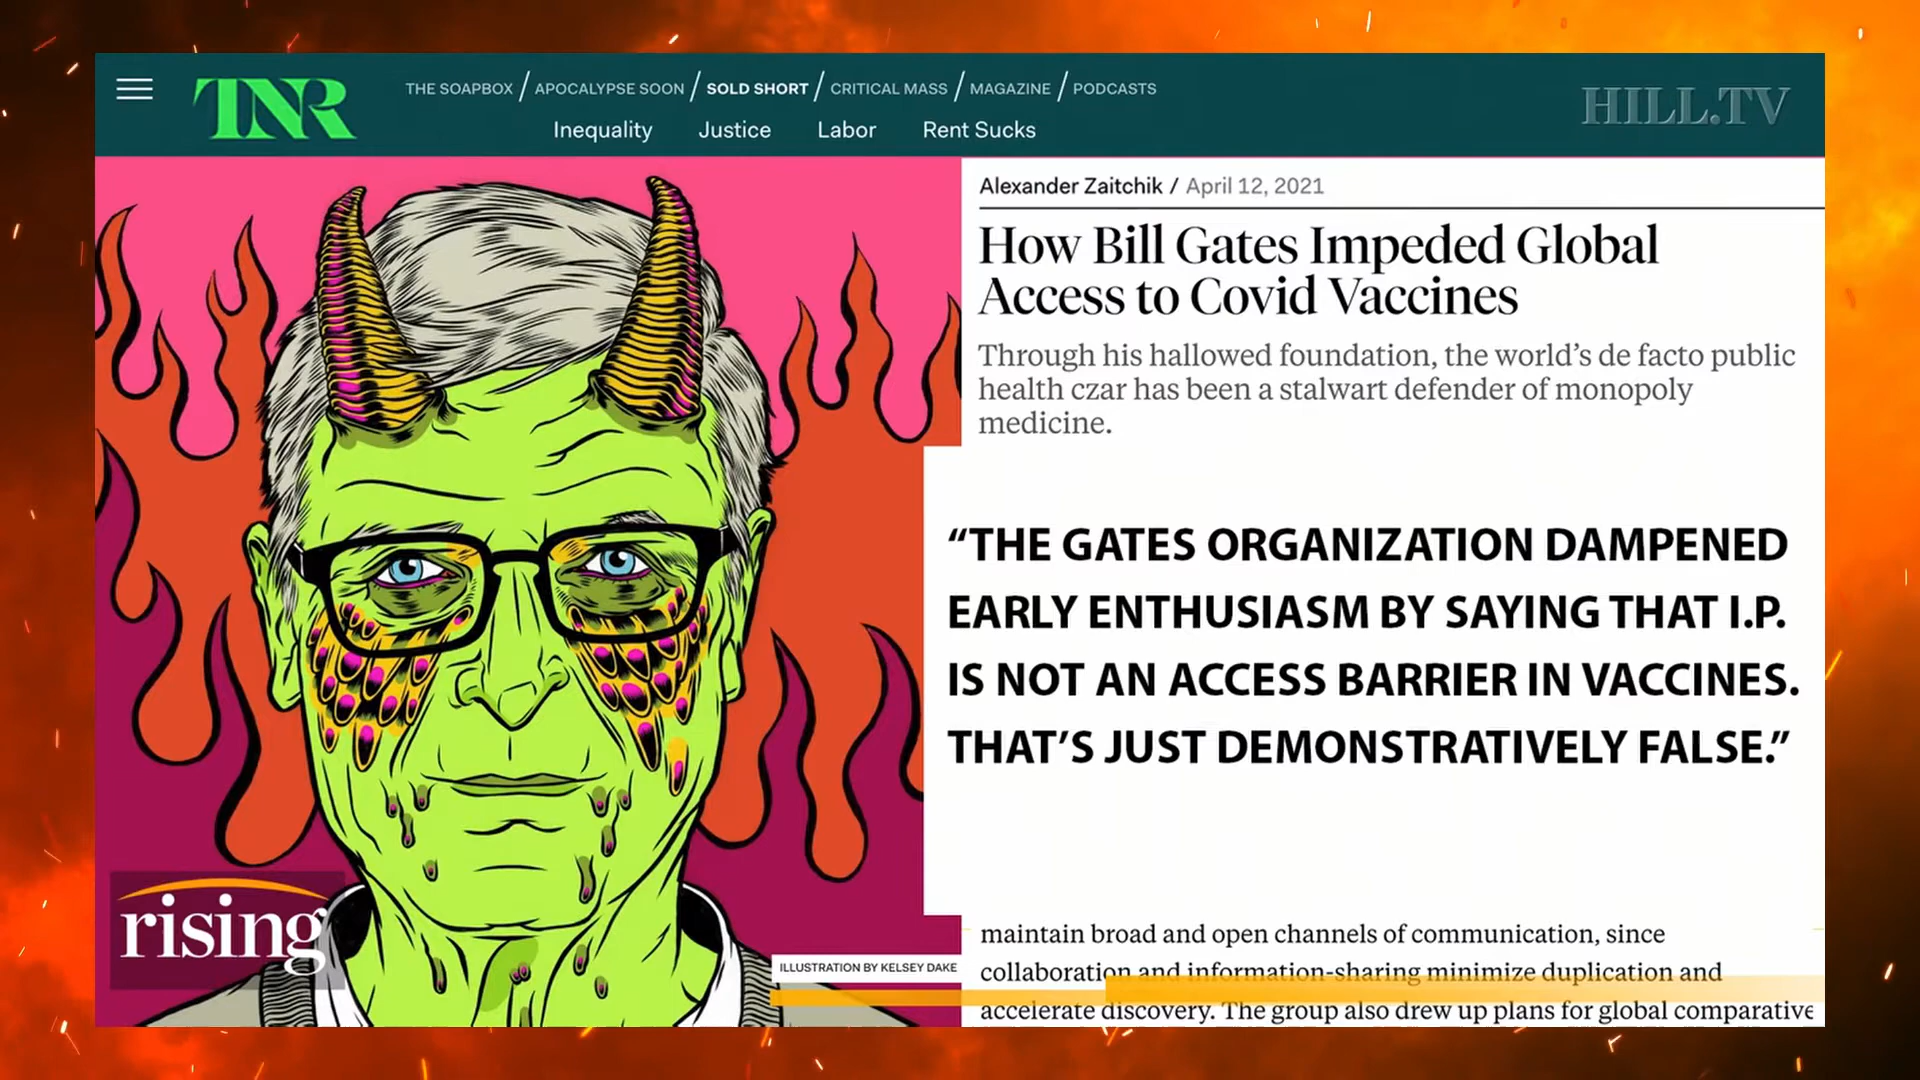 TNR
THE SOAPBOX / APOCALYPSE SOON / SOLD SHORT / CRITICAL MASS / MAGAZINE / PODCASTS
HILL.TV
Inequality Justice Labor Rent Sucks
Alexander Zaitchik / April 12, 2021
How Bill Gates Impeded Global
Access to Covid Vaccines
Through his hallowed foundation, the world’s de facto public
health czar has been a stalwart defender of monopoly
medicine.
“THE GATES ORGANIZATION DAMPENED
EARLY ENTHUSIASM BY SAYING THAT I.P.
IS NOT AN ACCESS BARRIER IN VACCINES.
THAT’S JUST DEMONSTRATIVELY FALSE.”
rising
ILLUSTRATION BY KELSEY DAKE
maintain broad and open channels of communication, since
collaboration and information-sharing minimize duplication and
accelerate discovery. The group also drew up plans for global comparative